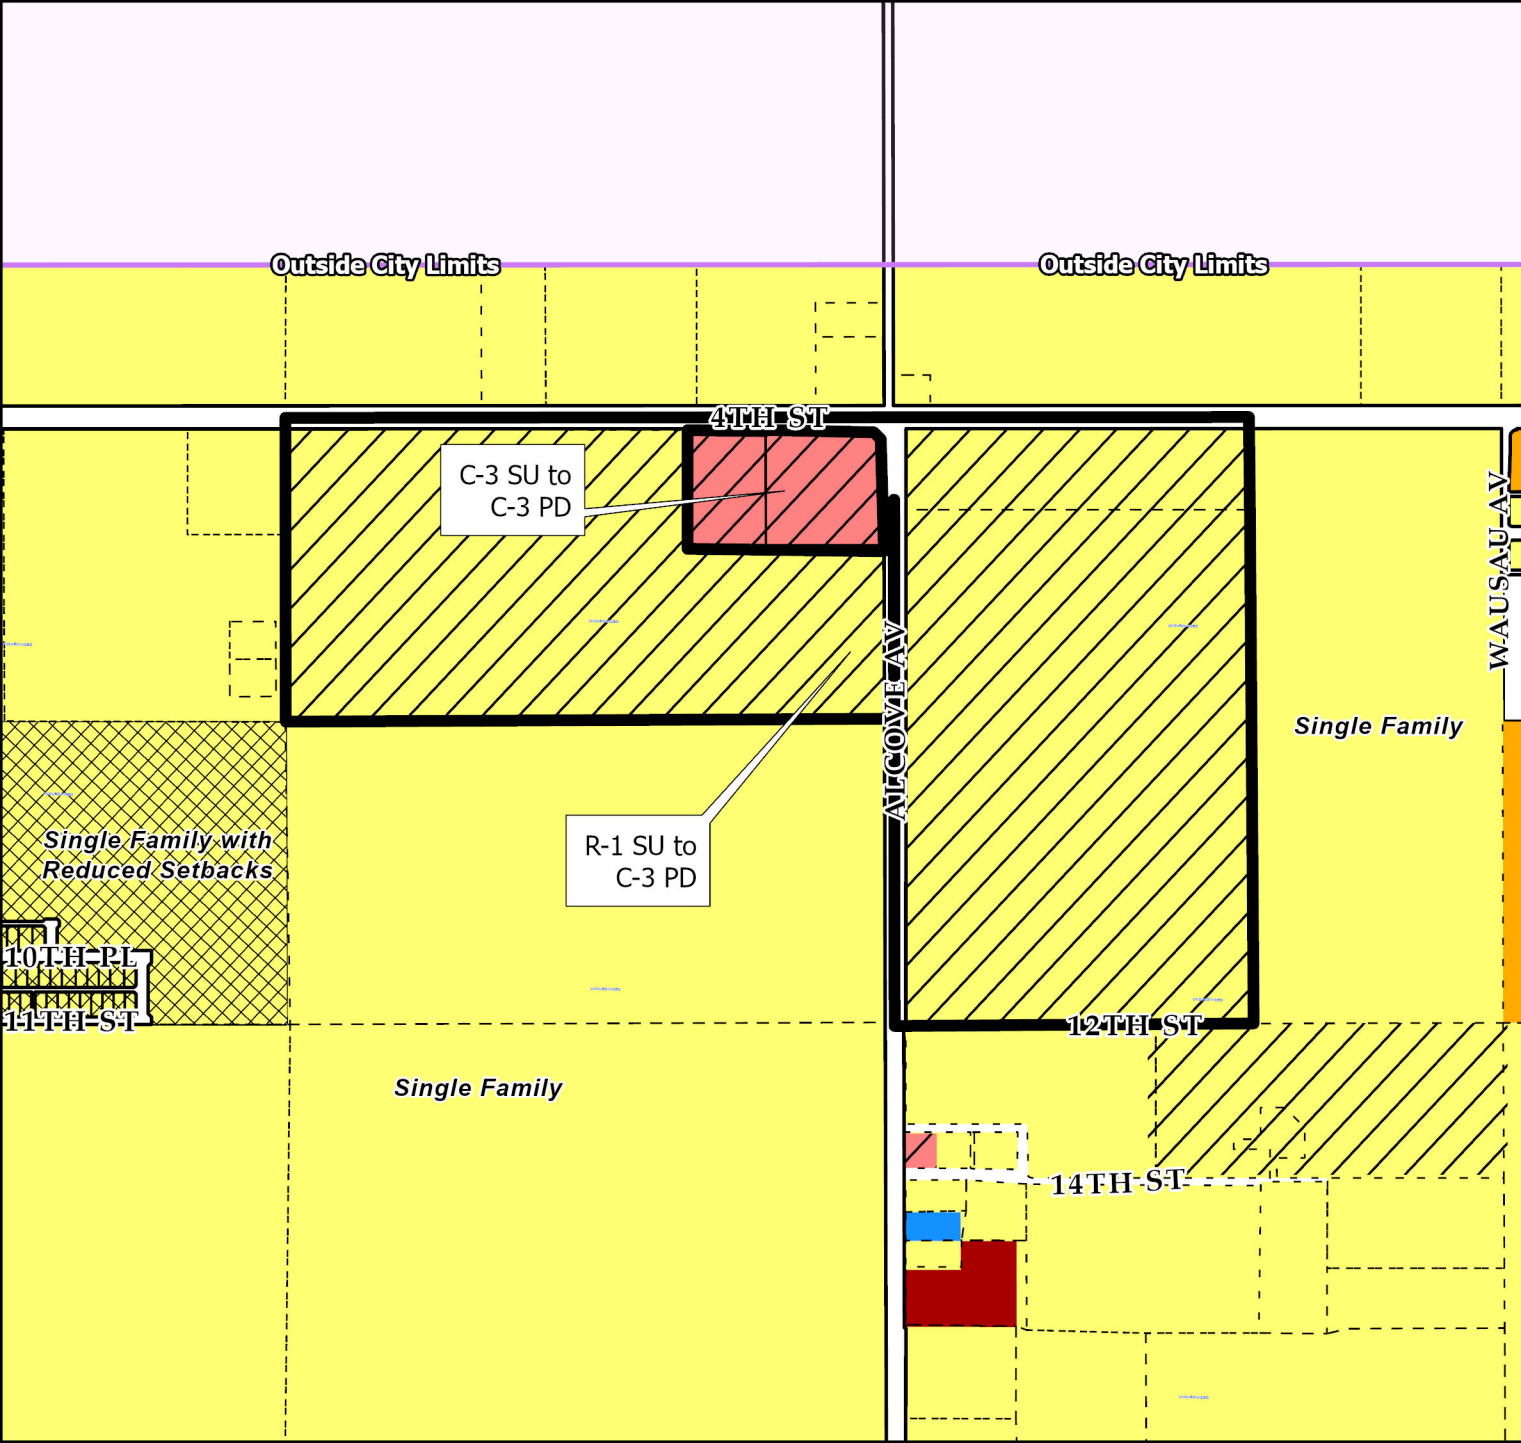 Outside City Limits
Outside City Limits
4TH ST
C-3 SU to
C-3 PD
WAUSAU AV
ALCOVE AV
Single Family
R-1 SU to
C-3 PD
Single Family with
Reduced Setbacks
10TH PL
11TH ST
12TH ST
Single Family
14TH ST